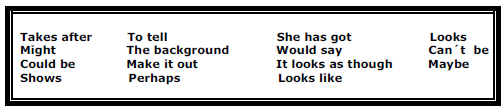 Takes after To tell She has got Looks
Might The background Would say Can´t be
Could be Make it out It looks as though Maybe
Shows Perhaps Looks like